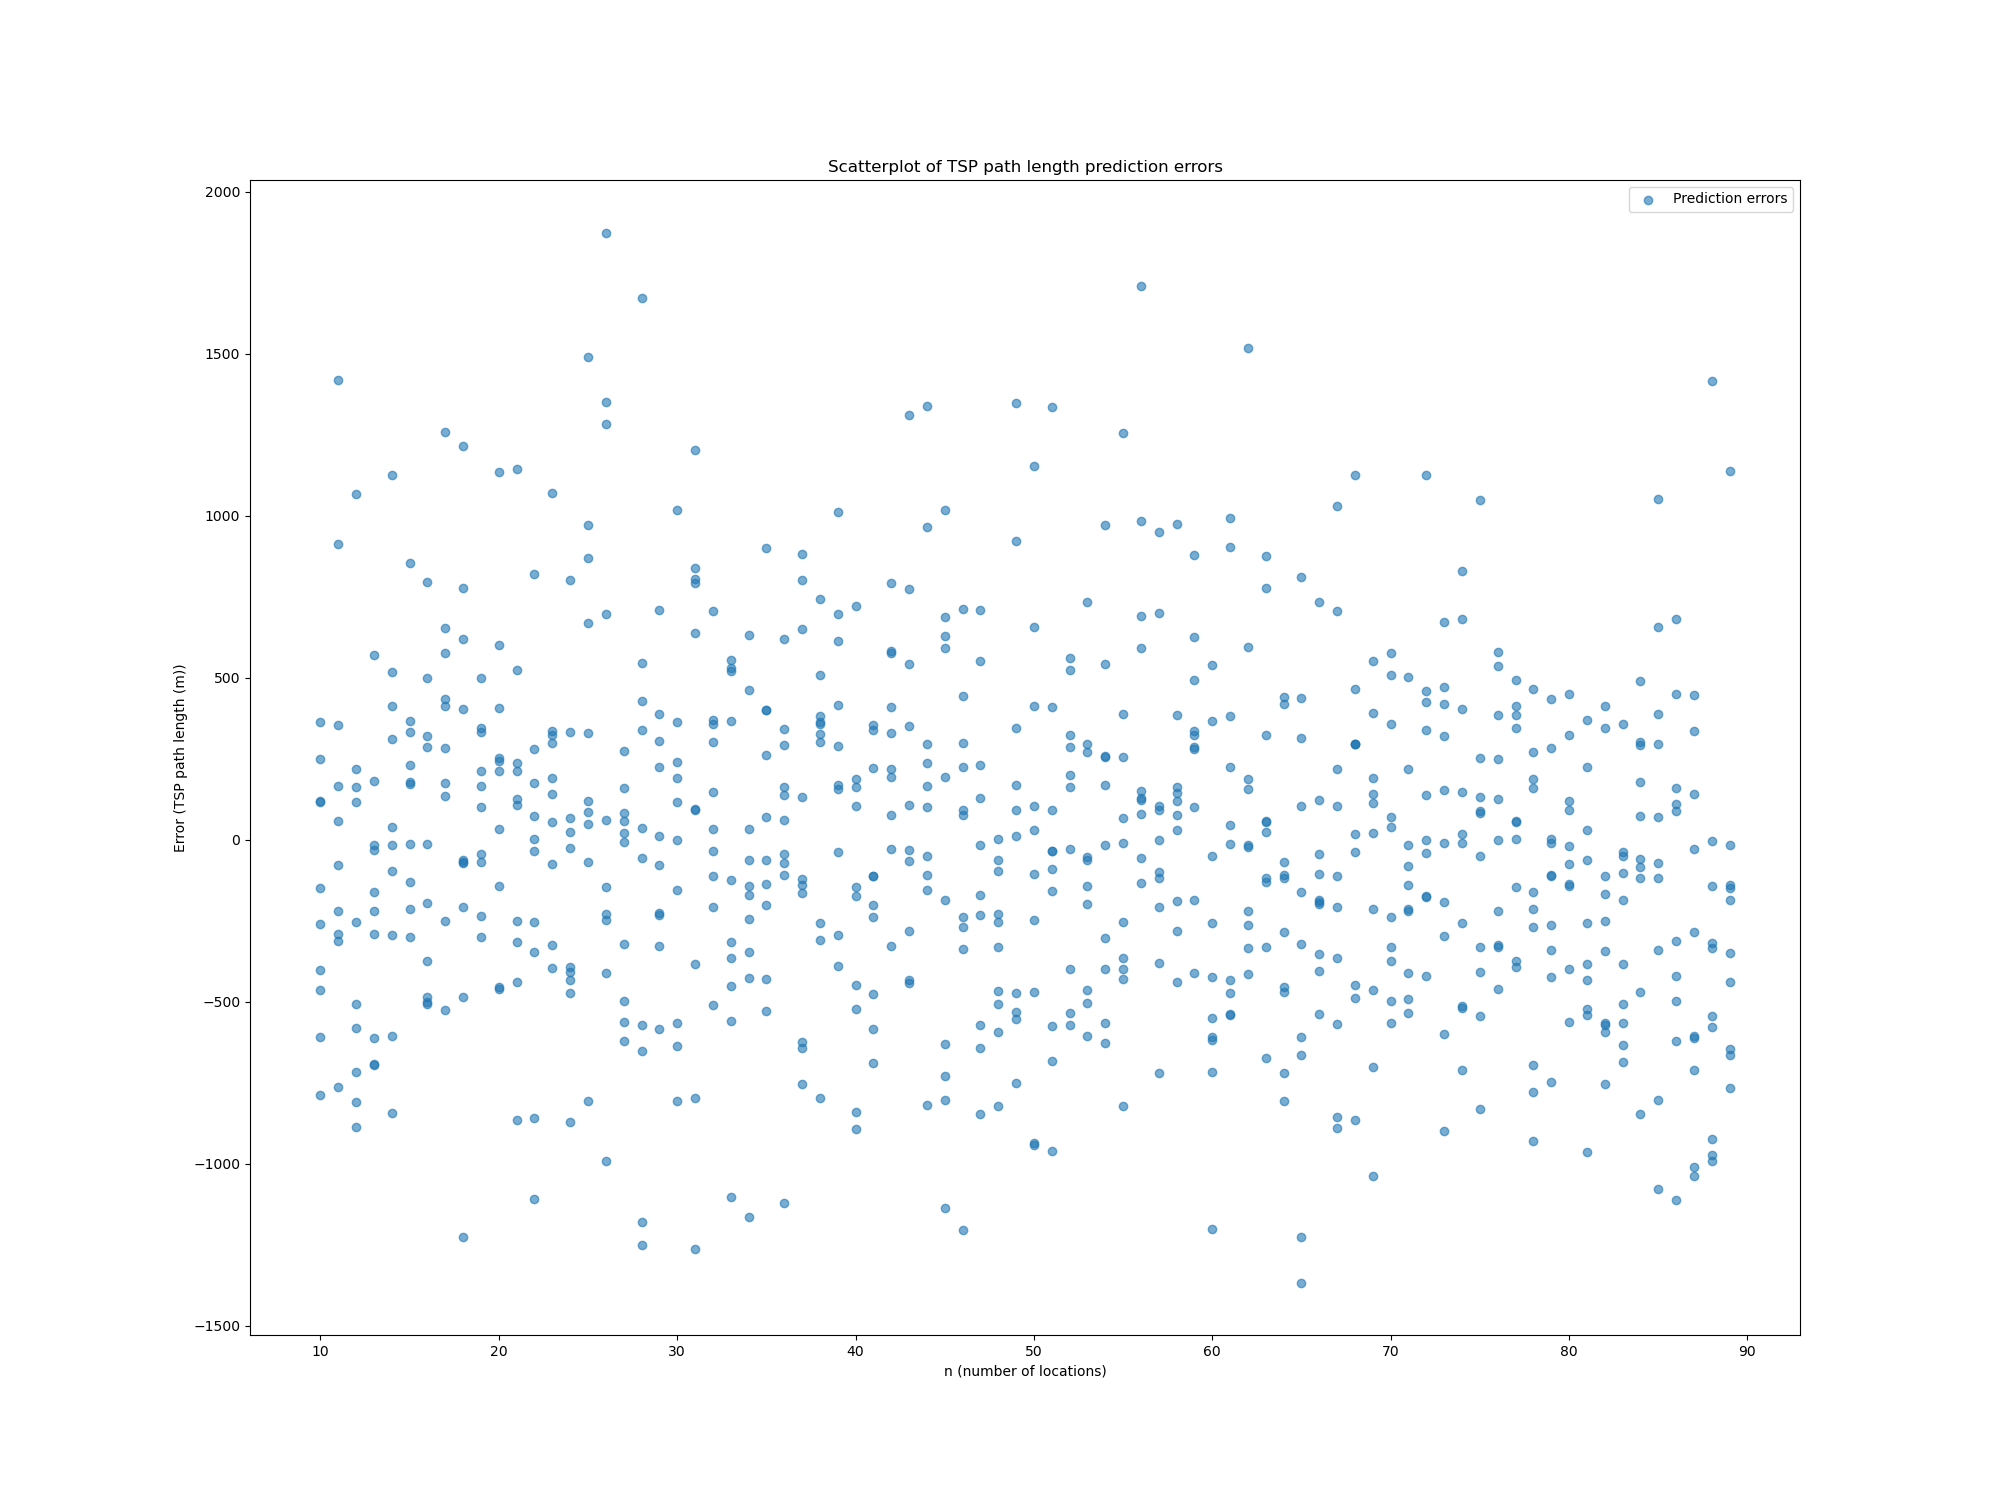 Scatterplot of TSP path length prediction errors
Prediction errors
Error (TSP path length (m))
2000
1500
1000
500
0
−500
−1000
−1500
10 20 30 40 50 60 70 80 90
n (number of locations)